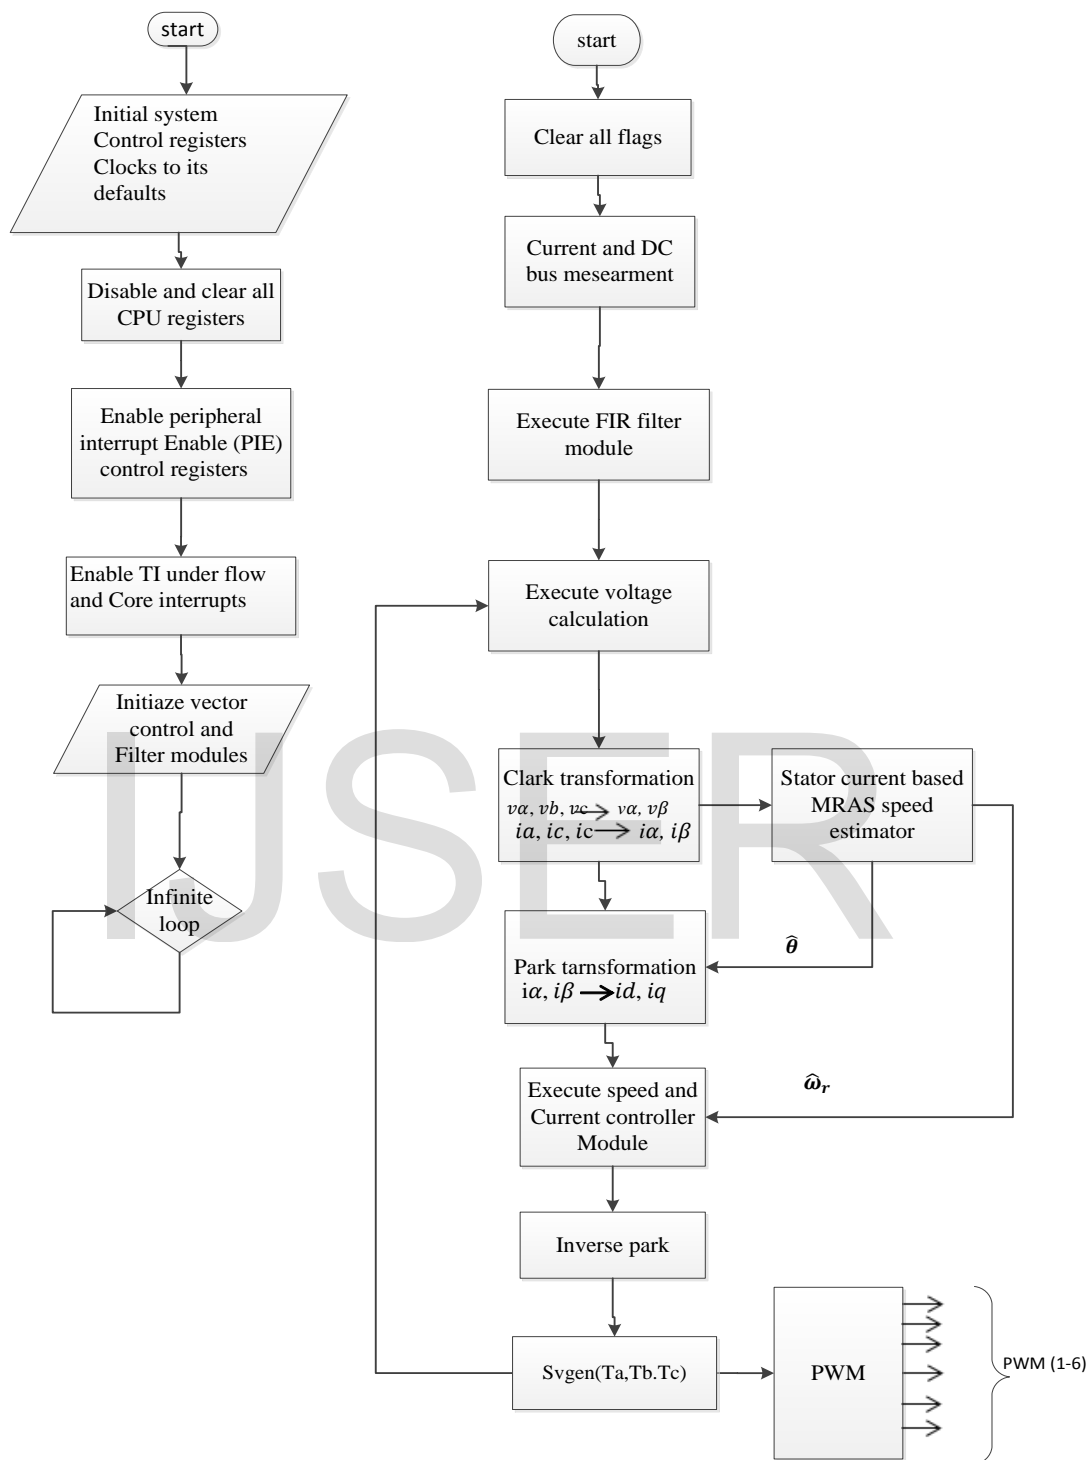 start
Initial system
Control registers
Clocks to its
defaults
Disable and clear all
CPU registers
Enable peripheral
interrupt Enable (PIE)
control registers
Enable TI under flow
and Core interrupts
Initiaze vector
control and
Filter modules
Infinite
loop
start
Clear all flags
Current and DC
bus mesearment
Execute FIR filter
module
Execute voltage
calculation
Clark transformation
vα, vb, vc → vα, vβ
ia, ic, ic → iα, iβ
Stator current based
MRAS speed
estimator
θ̂
Park tarnsformation
iα, iβ → id, iq
ω̂r
Execute speed and
Current controller
Module
Inverse park
Svgen(Ta,Tb.Tc)
PWM
PWM (1-6)
IJSER